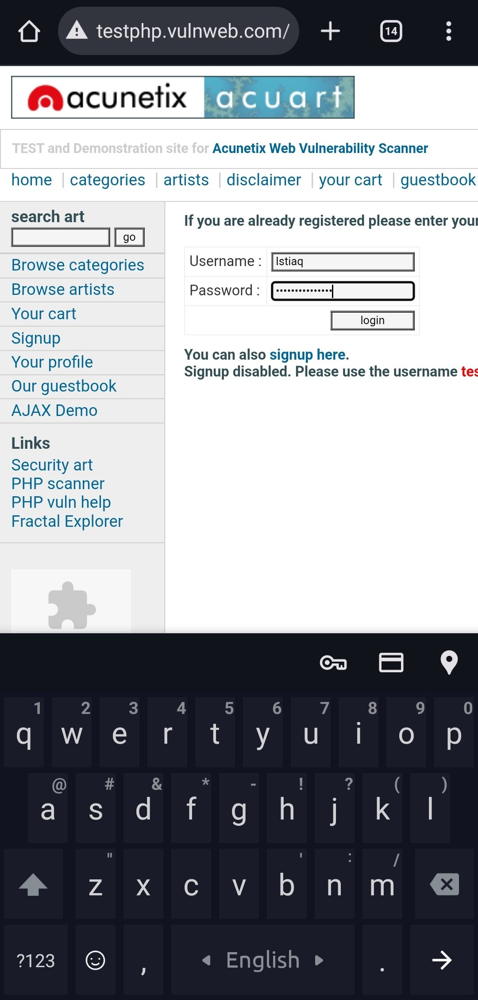 testphp.vulnweb.com/
14
acunetix acuart
TEST and Demonstration site for Acunetix Web Vulnerability Scanner
home | categories | artists | disclaimer | your cart | guestbook
search art
go
Browse categories
Browse artists
Your cart
Signup
Your profile
Our guestbook
AJAX Demo
Links
Security art
PHP scanner
PHP vuln help
Fractal Explorer
If you are already registered please enter your
Username : Istiaq
Password : •••••••••••••••
login
You can also signup here.
Signup disabled. Please use the username tes
1 2 3 4 5 6 7 8 9 0
q w e r t y u i o p
@ # & * - ! ? ( )
a s d f g h j k l
" ' : /
z x c v b n m
?123 , English .